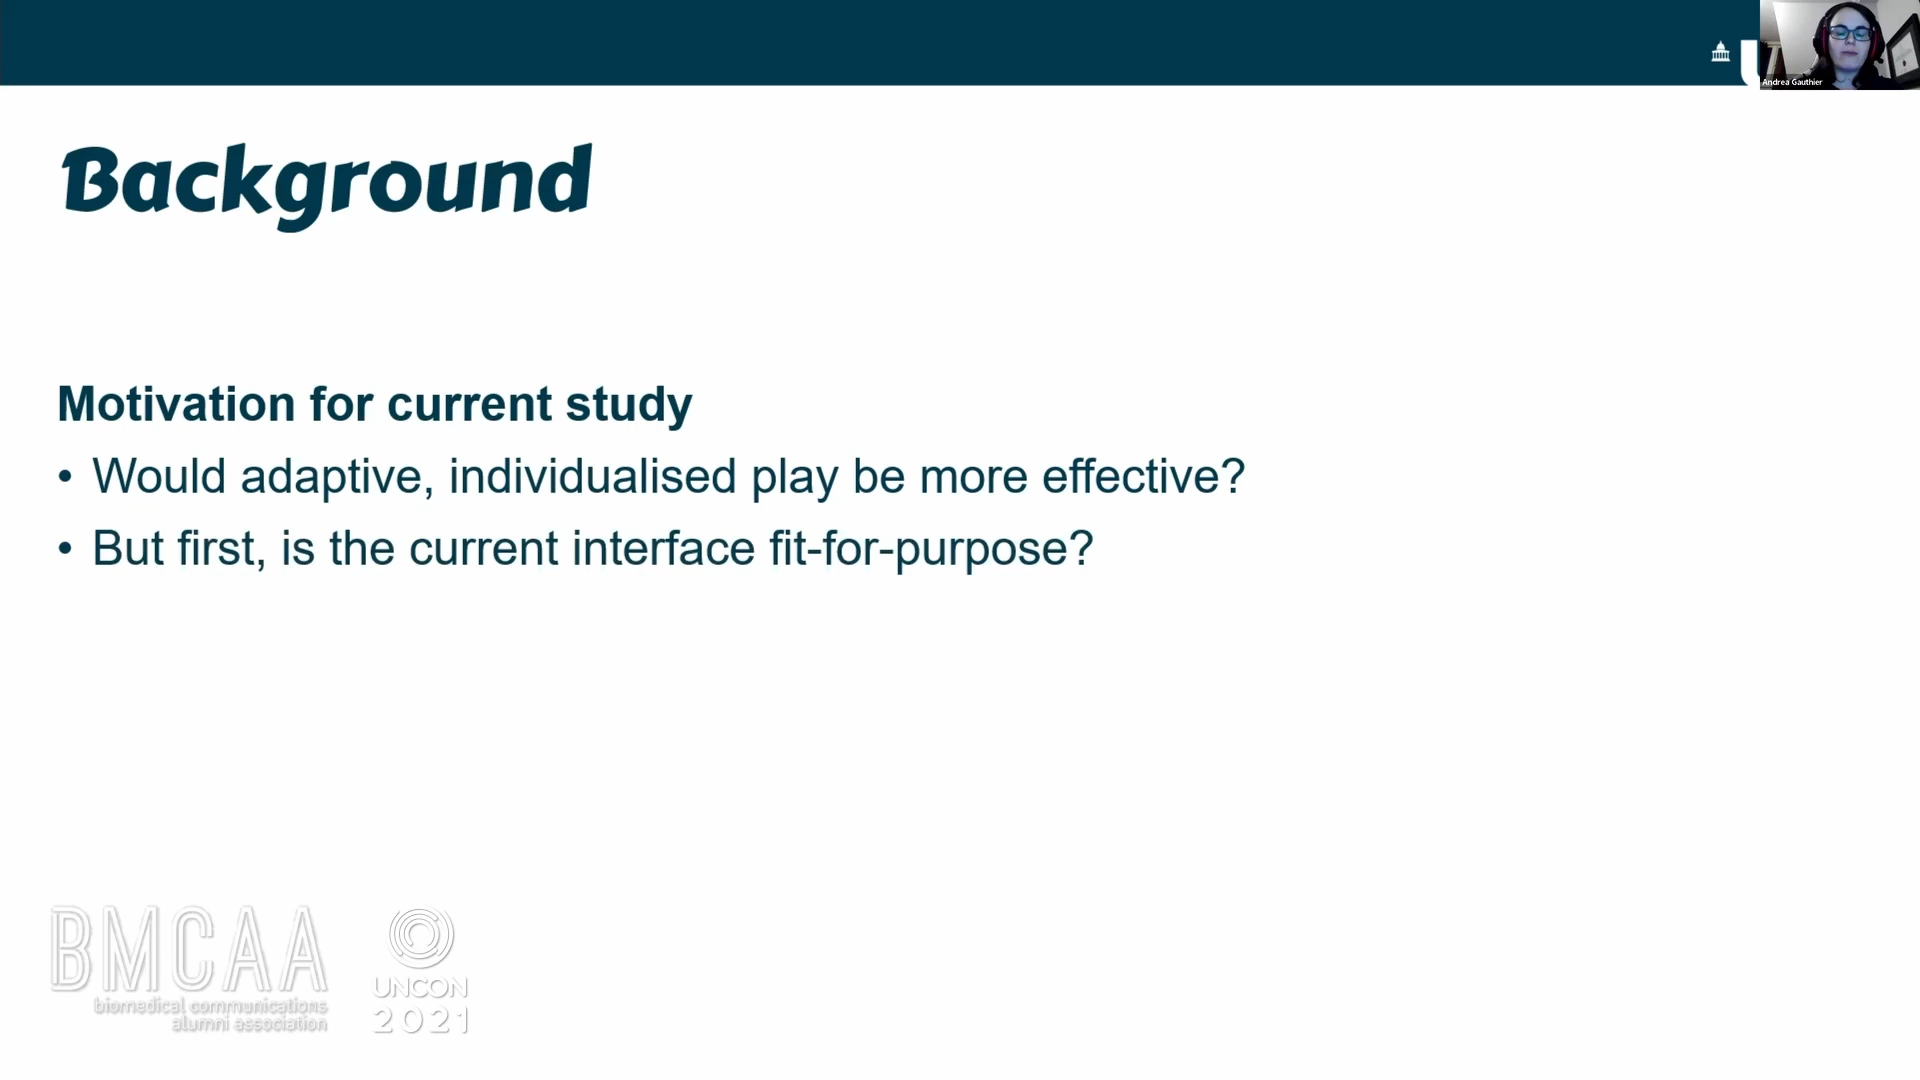 Andrea Gauthier
Background
Motivation for current study
• Would adaptive, individualised play be more effective?
• But first, is the current interface fit-for-purpose?
BMCAA
biomedical communications
alumni association
UNCON
2021